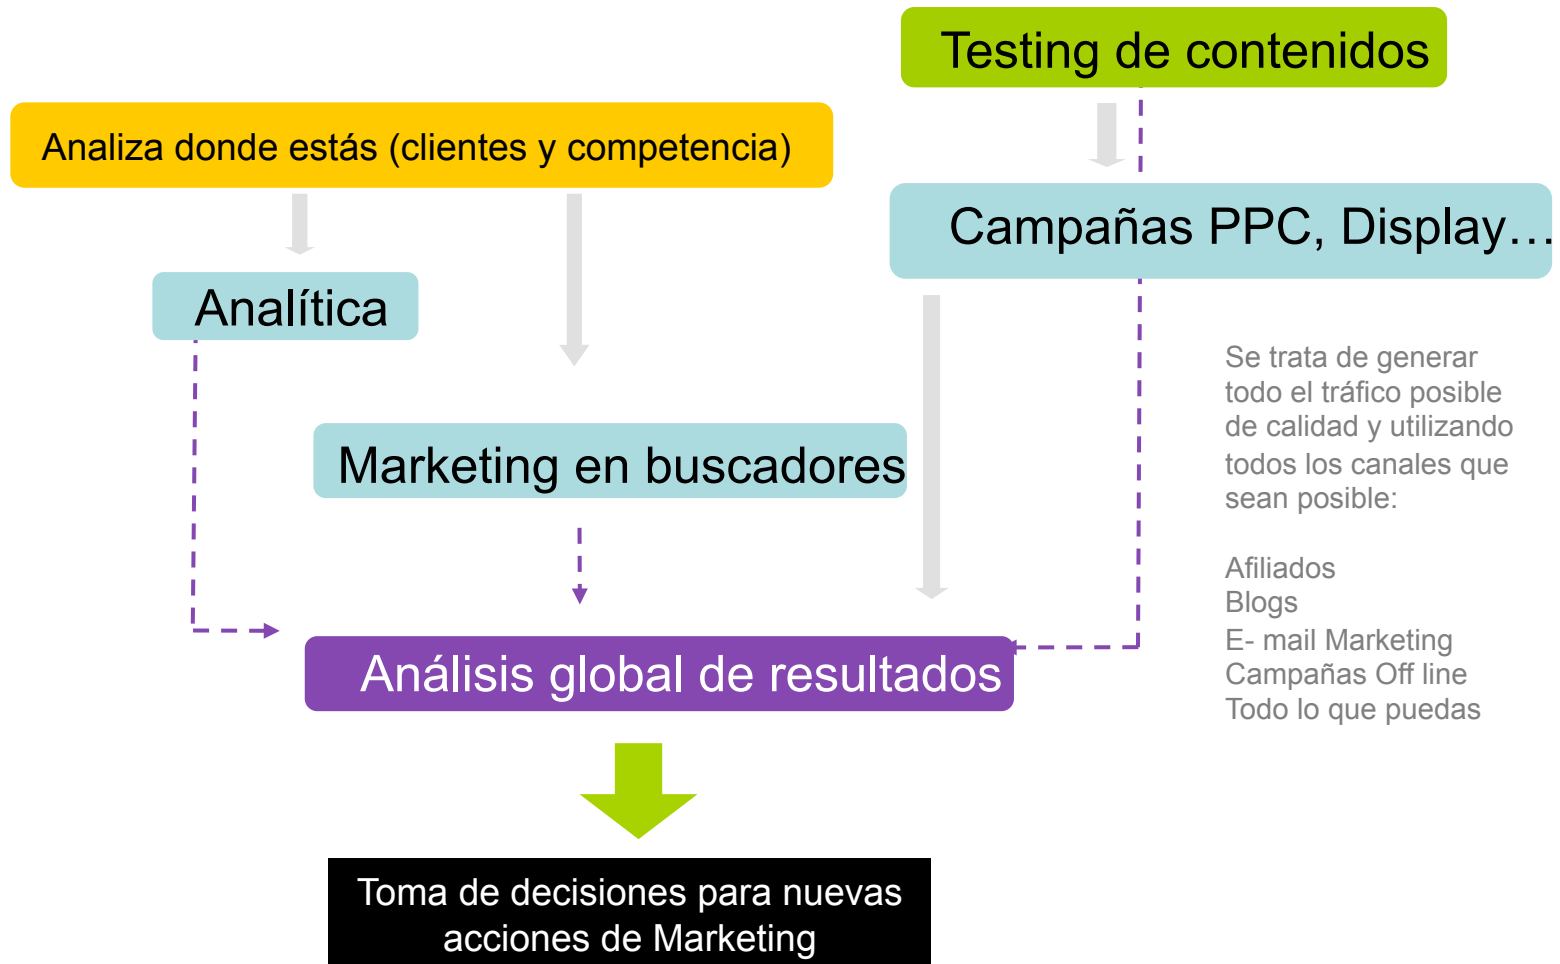 Testing de contenidos
Analiza donde estás (clientes y competencia)
Campañas PPC, Display…
Analítica
Marketing en buscadores
Se trata de generar
todo el tráfico posible
de calidad y utilizando
todos los canales que
sean posible:
Afiliados
Blogs
E- mail Marketing
Campañas Off line
Todo lo que puedas
Análisis global de resultados
Toma de decisiones para nuevas
acciones de Marketing